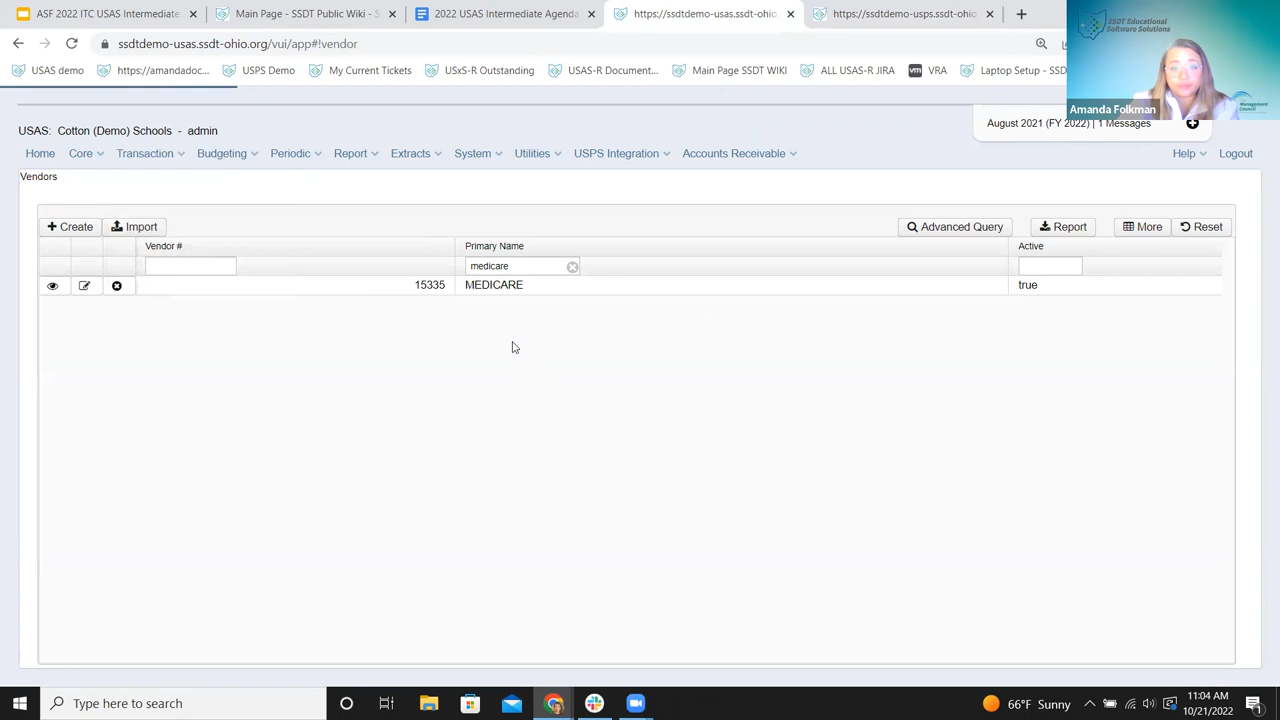 ASF 2022 ITC USAS Intermediate
Main Page - SSDT Public Wiki - S
2022 USAS Intermediate Agenda
https://ssdtdemo-usas.ssdt-ohio.
https://ssdtdemo-usps.ssdt-ohio.
ssdtdemo-usas.ssdt-ohio.org/vui/app#!vendor
USAS demo
https://amandadoc...
USPS Demo
My Current Tickets
USxS-R Outstanding
USAS-R Document...
Main Page SSDT WIKI
ALL USAS-R JIRA
vm VRA
Laptop Setup - SSD
SSDT Educational
Software Solutions
Management
Council
Amanda Folkman
USAS: Cotton (Demo) Schools - admin
August 2021 (FY 2022) | 1 Messages
Home Core Transaction Budgeting Periodic Report Extracts System Utilities USPS Integration Accounts Receivable Help Logout
Vendors
Create Import Advanced Query Report More Reset
Vendor # Primary Name Active
medicare
15335 MEDICARE true
Type here to search
66°F Sunny
11:04 AM
10/21/2022
1